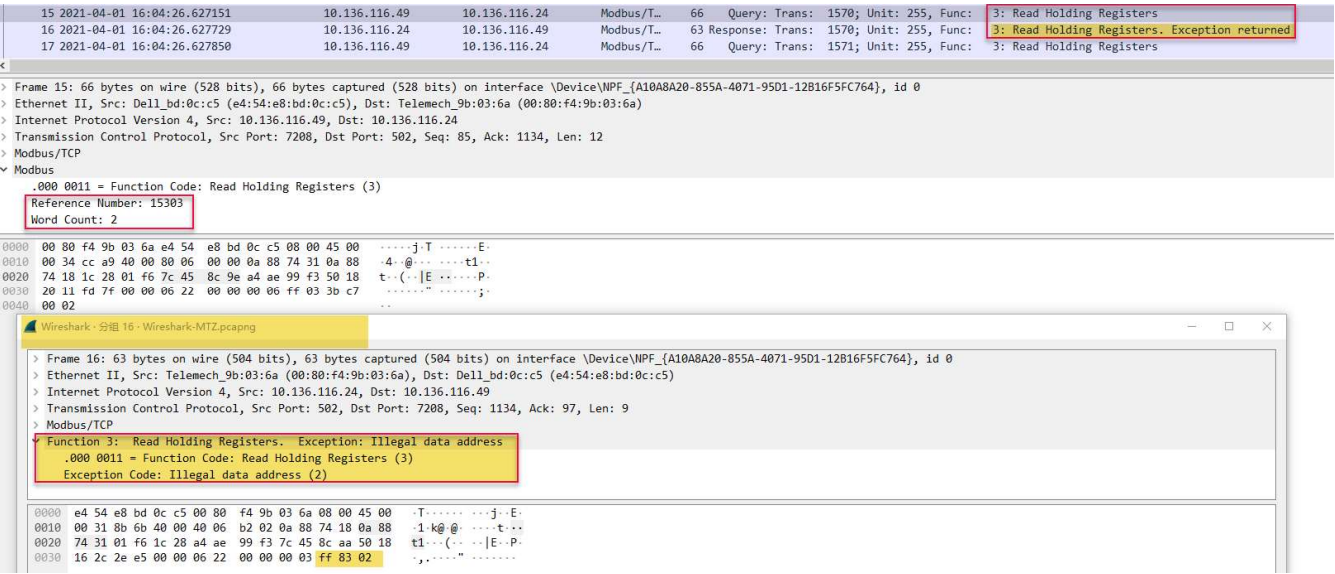 15 2021-04-01 16:04:26.627151 10.136.116.49 10.136.116.24 Modbus/T… 66 Query: Trans: 1570; Unit: 255, Func: 3: Read Holding Registers
16 2021-04-01 16:04:26.627729 10.136.116.24 10.136.116.49 Modbus/T… 63 Response: Trans: 1570; Unit: 255, Func: 3: Read Holding Registers. Exception returned
17 2021-04-01 16:04:26.627850 10.136.116.49 10.136.116.24 Modbus/T… 66 Query: Trans: 1571; Unit: 255, Func: 3: Read Holding Registers
Frame 15: 66 bytes on wire (528 bits), 66 bytes captured (528 bits) on interface \Device\NPF_{A10A8A20-855A-4071-95D1-12B16F5FC764}, id 0
Ethernet II, Src: Dell_bd:0c:c5 (e4:54:e8:bd:0c:c5), Dst: Telemech_9b:03:6a (00:80:f4:9b:03:6a)
Internet Protocol Version 4, Src: 10.136.116.49, Dst: 10.136.116.24
Transmission Control Protocol, Src Port: 7208, Dst Port: 502, Seq: 85, Ack: 1134, Len: 12
Modbus/TCP
Modbus
.000 0011 = Function Code: Read Holding Registers (3)
Reference Number: 15303
Word Count: 2
0000 00 80 f4 9b 03 6a e4 54 e8 bd 0c c5 08 00 45 00 ·····j·T ······E·
0010 00 34 cc a9 40 00 80 06 00 00 0a 88 74 31 0a 88 ·4··@··· ····t1··
0020 74 18 1c 28 01 f6 7c 45 8c 9e a4 ae 99 f3 50 18 t··(··|E ······P·
0030 20 11 fd 7f 00 00 06 22 00 00 00 06 ff 03 3b c7 ······" ······;·
0040 00 02 ··
Wireshark · 分组 16 · Wireshark-MTZ.pcapng
Frame 16: 63 bytes on wire (504 bits), 63 bytes captured (504 bits) on interface \Device\NPF_{A10A8A20-855A-4071-95D1-12B16F5FC764}, id 0
Ethernet II, Src: Telemech_9b:03:6a (00:80:f4:9b:03:6a), Dst: Dell_bd:0c:c5 (e4:54:e8:bd:0c:c5)
Internet Protocol Version 4, Src: 10.136.116.24, Dst: 10.136.116.49
Transmission Control Protocol, Src Port: 502, Dst Port: 7208, Seq: 1134, Ack: 97, Len: 9
Modbus/TCP
Function 3: Read Holding Registers. Exception: Illegal data address
.000 0011 = Function Code: Read Holding Registers (3)
Exception Code: Illegal data address (2)
0000 e4 54 e8 bd 0c c5 00 80 f4 9b 03 6a 08 00 45 00 ·T······ ···j··E·
0010 00 31 8b 6b 40 00 40 06 b2 02 0a 88 74 18 0a 88 ·1·k@·@· ····t···
0020 74 31 01 f6 1c 28 a4 ae 99 f3 7c 45 8c aa 50 18 t1···(·· ··|E··P·
0030 16 2c 2e e5 00 00 06 22 00 00 00 03 ff 83 02 ·,.····" ·······